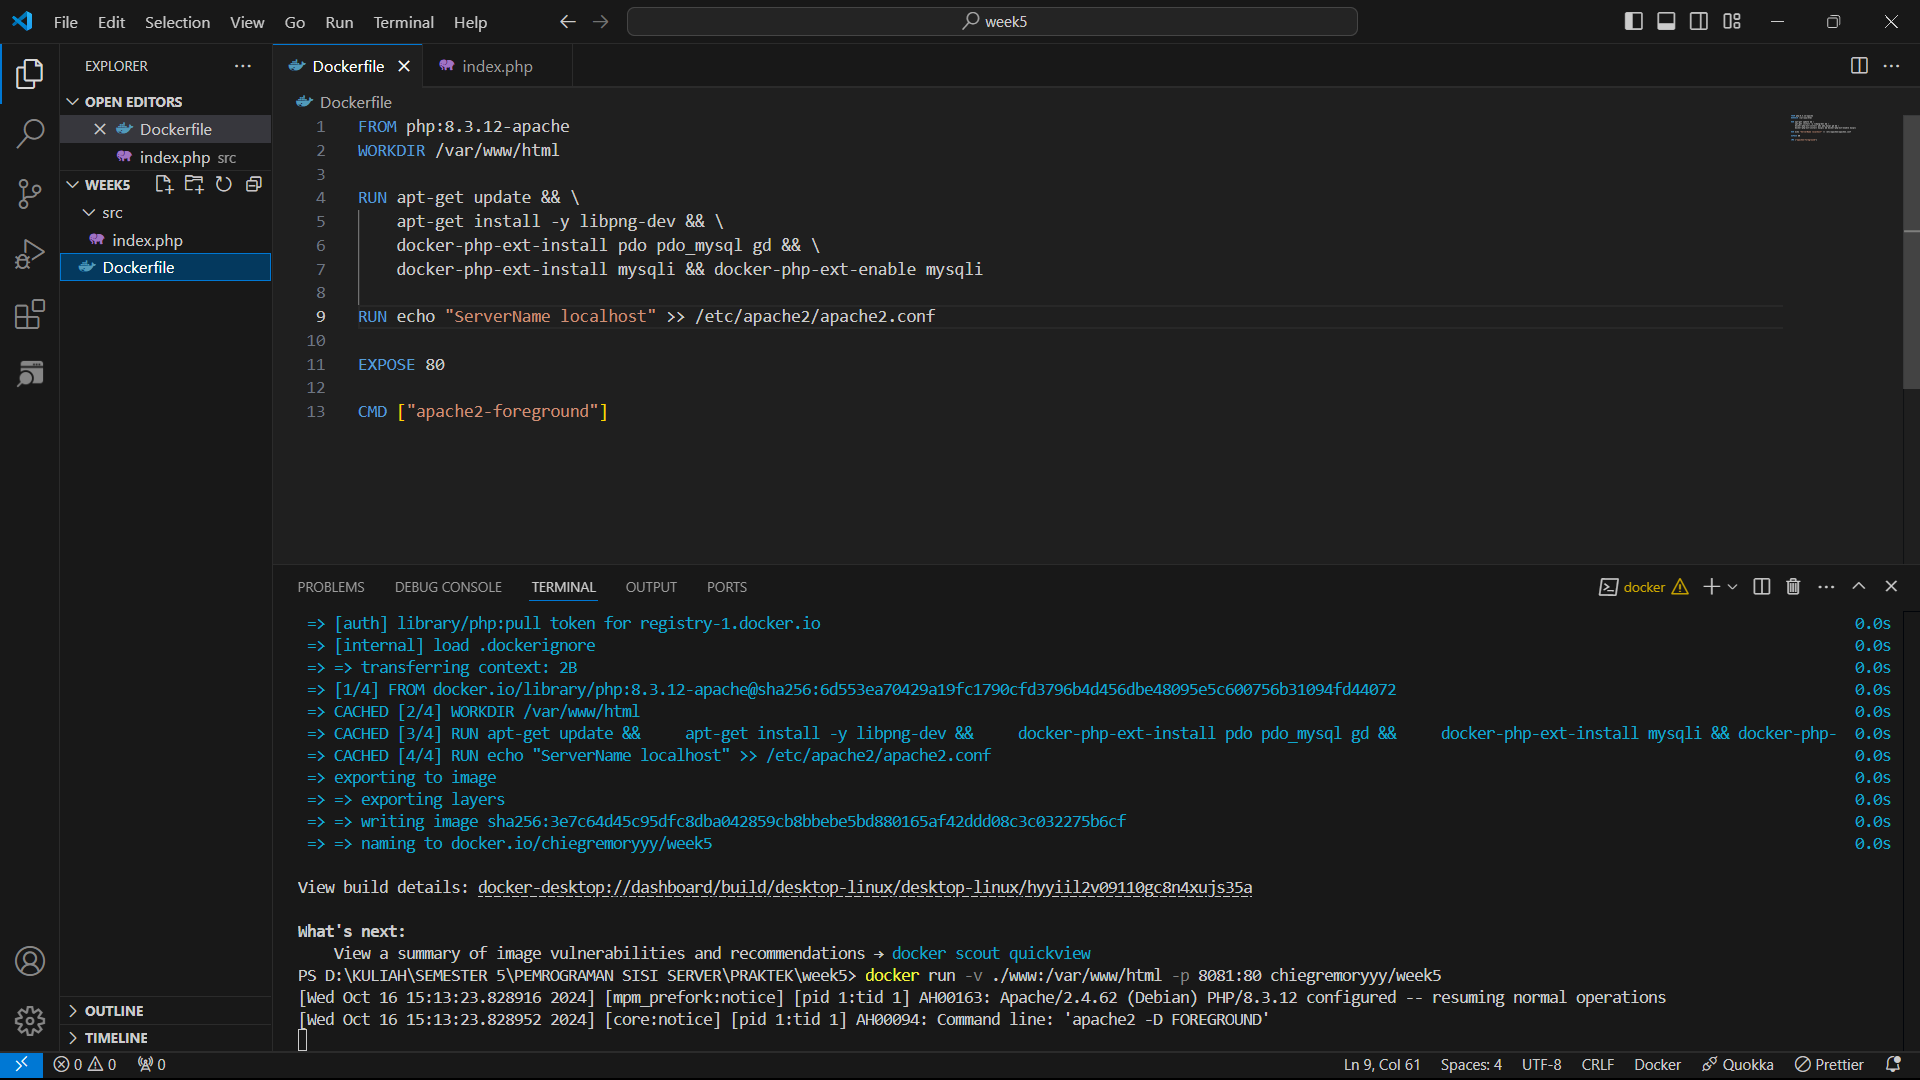 File Edit Selection View Go Run Terminal Help
week5
EXPLORER
OPEN EDITORS
Dockerfile
index.php src
WEEK5
src
index.php
Dockerfile
OUTLINE
TIMELINE
Dockerfile
index.php
Dockerfile
1 FROM php:8.3.12-apache
2 WORKDIR /var/www/html
3
4 RUN apt-get update && \
5 apt-get install -y libpng-dev && \
6 docker-php-ext-install pdo pdo_mysql gd && \
7 docker-php-ext-install mysqli && docker-php-ext-enable mysqli
8
9 RUN echo "ServerName localhost" >> /etc/apache2/apache2.conf
10
11 EXPOSE 80
12
13 CMD ["apache2-foreground"]
PROBLEMS DEBUG CONSOLE TERMINAL OUTPUT PORTS
docker
=> [auth] library/php:pull token for registry-1.docker.io 0.0s
=> [internal] load .dockerignore 0.0s
=> => transferring context: 2B 0.0s
=> [1/4] FROM docker.io/library/php:8.3.12-apache@sha256:6d553ea70429a19fc1790cfd3796b4d456dbe48095e5c600756b31094fd44072 0.0s
=> CACHED [2/4] WORKDIR /var/www/html 0.0s
=> CACHED [3/4] RUN apt-get update && apt-get install -y libpng-dev && docker-php-ext-install pdo pdo_mysql gd && docker-php-ext-install mysqli && docker-php- 0.0s
=> CACHED [4/4] RUN echo "ServerName localhost" >> /etc/apache2/apache2.conf 0.0s
=> exporting to image 0.0s
=> => exporting layers 0.0s
=> => writing image sha256:3e7c64d45c95dfc8dba042859cb8bbebe5bd880165af42ddd08c3c032275b6cf 0.0s
=> => naming to docker.io/chiegremoryyy/week5 0.0s
View build details: docker-desktop://dashboard/build/desktop-linux/desktop-linux/hyyiil2v09110gc8n4xujs35a
What's next:
View a summary of image vulnerabilities and recommendations → docker scout quickview
PS D:\KULIAH\SEMESTER 5\PEMROGRAMAN SISI SERVER\PRAKTEK\week5> docker run -v ./www:/var/www/html -p 8081:80 chiegremoryyy/week5
[Wed Oct 16 15:13:23.828916 2024] [mpm_prefork:notice] [pid 1:tid 1] AH00163: Apache/2.4.62 (Debian) PHP/8.3.12 configured -- resuming normal operations
[Wed Oct 16 15:13:23.828952 2024] [core:notice] [pid 1:tid 1] AH00094: Command line: 'apache2 -D FOREGROUND'
0 0 0
Ln 9, Col 61 Spaces: 4 UTF-8 CRLF Docker Quokka Prettier